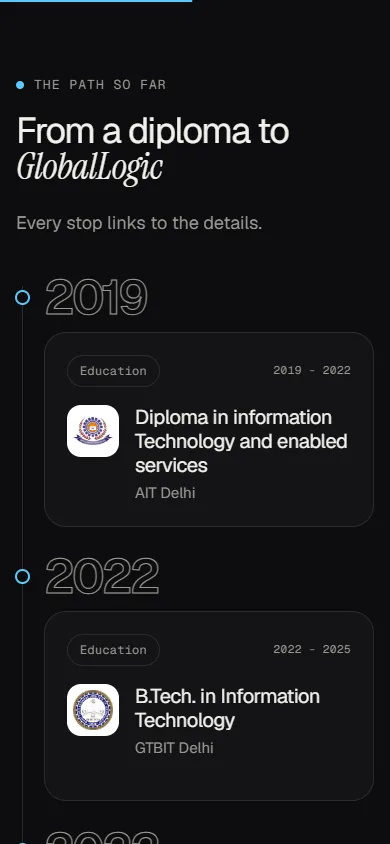 THE PATH SO FAR
From a diploma to
GlobalLogic
Every stop links to the details.
2019
Education
2019 - 2022
Diploma in information
Technology and enabled
services
AIT Delhi
2022
Education
2022 - 2025
B.Tech. in Information
Technology
GTBIT Delhi